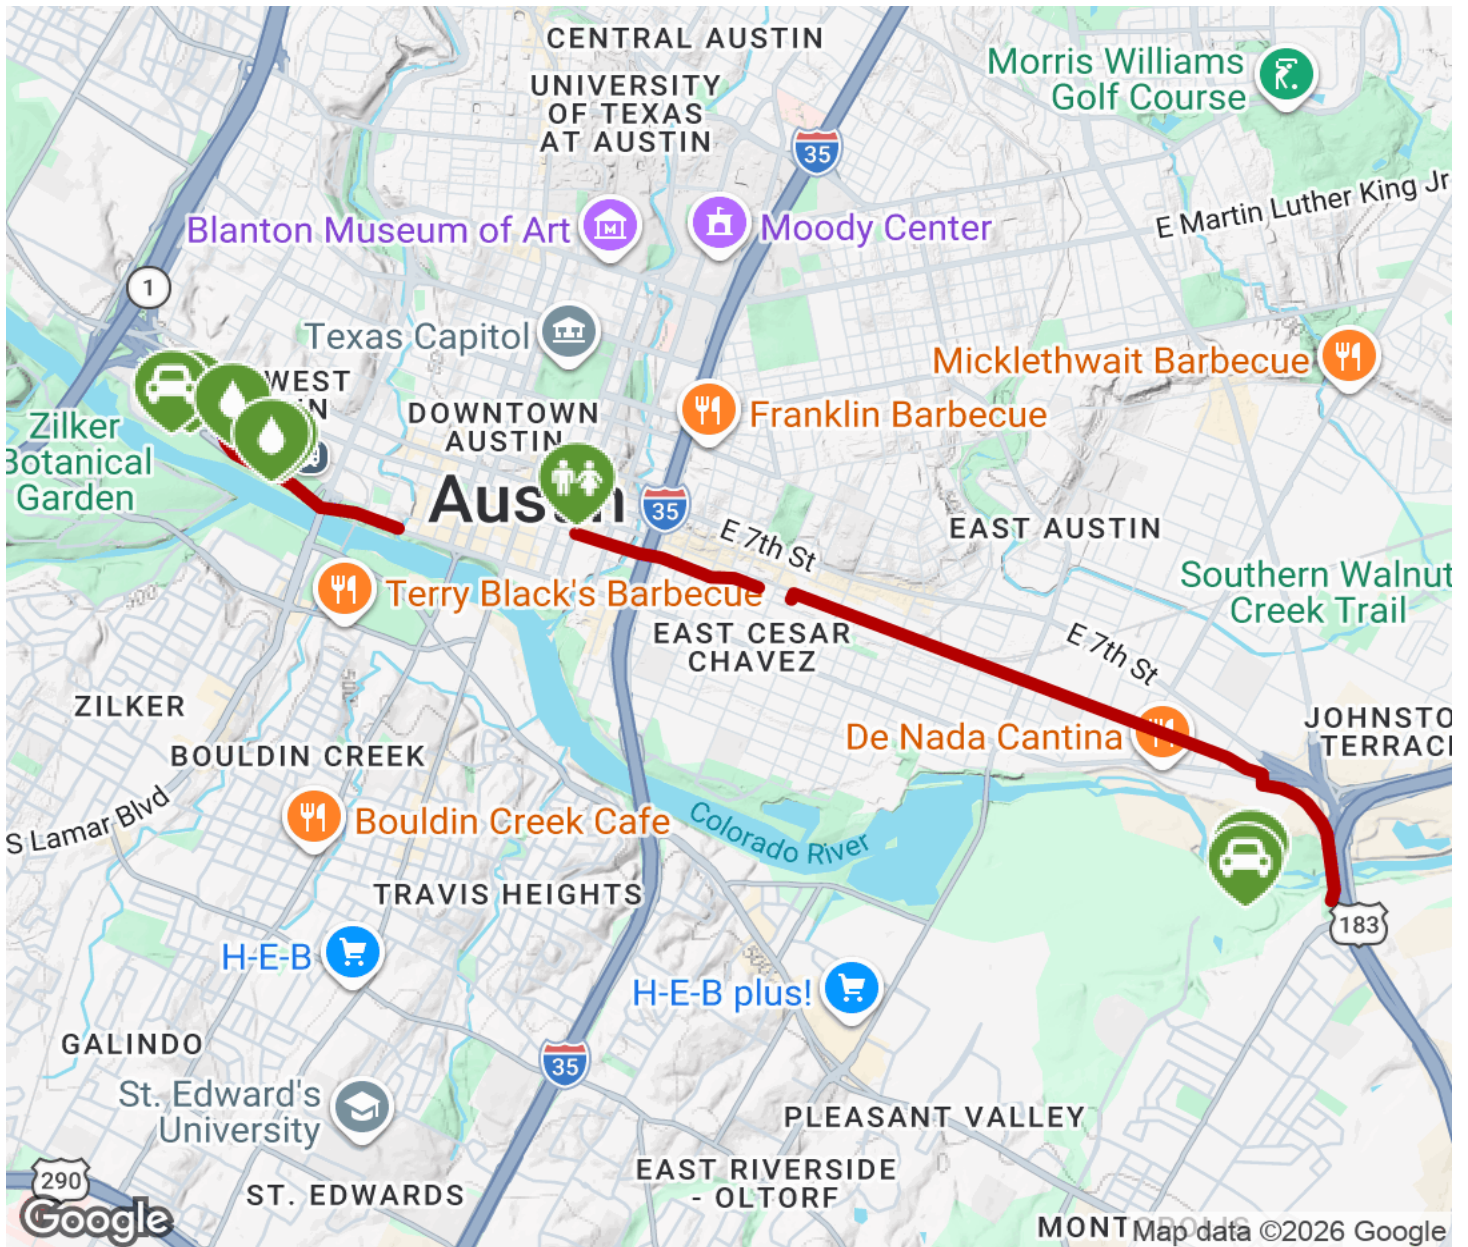 CENTRAL AUSTIN
UNIVERSITY
OF TEXAS
AT AUSTIN
Morris Williams
Golf Course
35
E Martin Luther King Jr
Blanton Museum of Art
Moody Center
1
Texas Capitol
Micklethwait Barbecue
WEST
DOWNTOWN
AUSTIN
Franklin Barbecue
Zilker
Botanical
Garden
Austin
35
E 7th St
EAST AUSTIN
Southern Walnut
Creek Trail
Terry Black's Barbecue
EAST CESAR
CHAVEZ
E 7th St
ZILKER
De Nada Cantina
JOHNSTO
TERRAC
BOULDIN CREEK
S Lamar Blvd
Bouldin Creek Cafe
Colorado River
TRAVIS HEIGHTS
183
H-E-B
H-E-B plus!
GALINDO
35
St. Edward's
University
PLEASANT VALLEY
290
ST. EDWARDS
EAST RIVERSIDE
- OLTORF
Google
MONTOPOLIS
Map data ©2026 Google